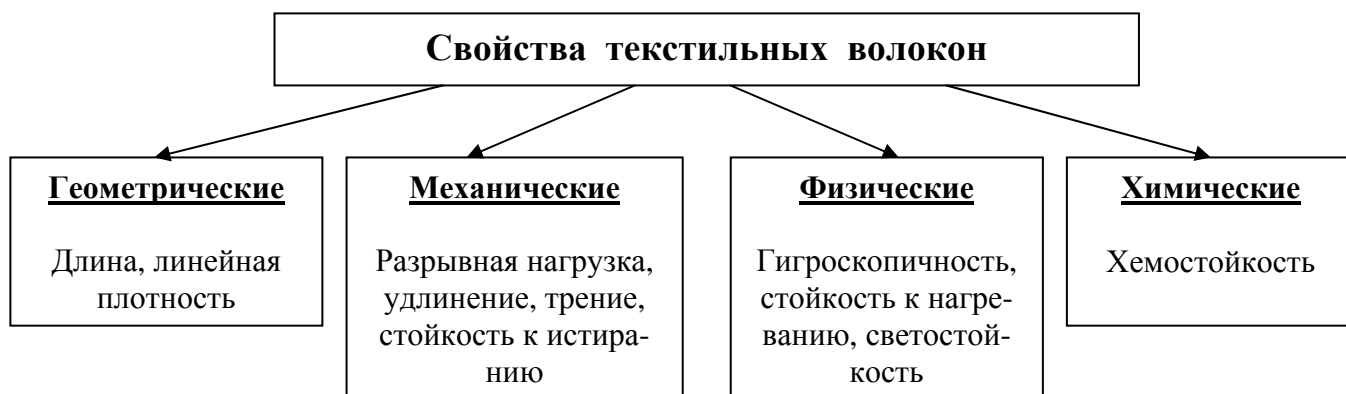 Свойства текстильных волокон
Геометрические
Длина, линейная
плотность
Механические
Разрывная нагрузка,
удлинение, трение,
стойкость к истира-
нию
Физические
Гигроскопичность,
стойкость к нагре-
ванию, светостой-
кость
Химические
Хемостойкость